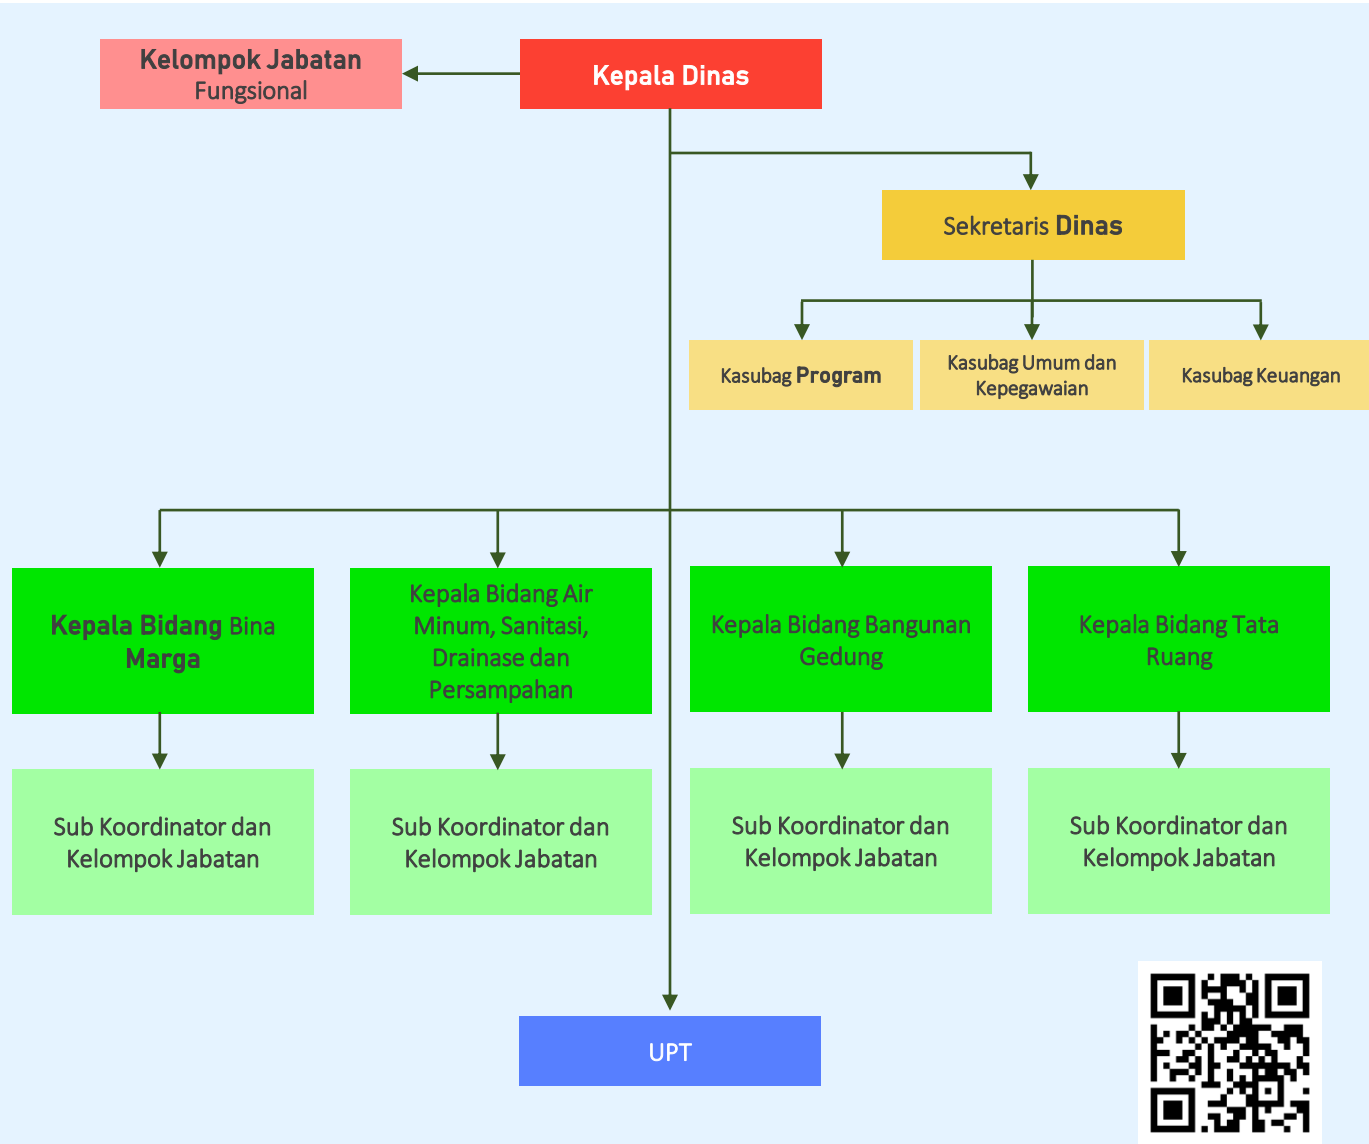 Kelompok Jabatan
Fungsional
Kepala Dinas
Sekretaris Dinas
Kasubag Program
Kasubag Umum dan
Kepegawaian
Kasubag Keuangan
Kepala Bidang Bina
Marga
Kepala Bidang Air
Minum, Sanitasi,
Drainase dan
Persampahan
Kepala Bidang Bangunan
Gedung
Kepala Bidang Tata
Ruang
Sub Koordinator dan
Kelompok Jabatan
Sub Koordinator dan
Kelompok Jabatan
Sub Koordinator dan
Kelompok Jabatan
Sub Koordinator dan
Kelompok Jabatan
UPT